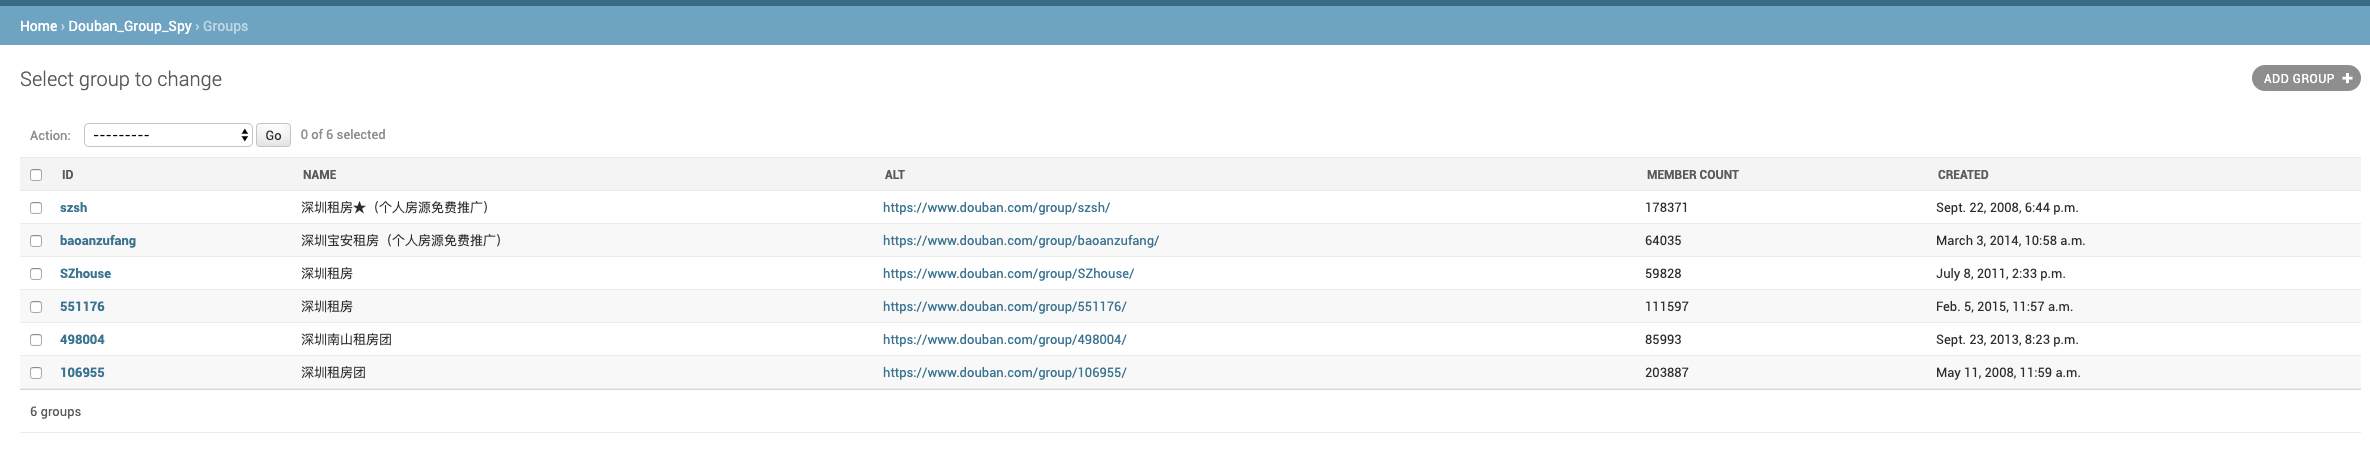 Home › Douban_Group_Spy › Groups
Select group to change
ADD GROUP +
Action: --------- Go 0 of 6 selected
ID NAME ALT MEMBER COUNT CREATED
szsh 深圳租房★（个人房源免费推广） https://www.douban.com/group/szsh/ 178371 Sept. 22, 2008, 6:44 p.m.
baoanzufang 深圳宝安租房（个人房源免费推广） https://www.douban.com/group/baoanzufang/ 64035 March 3, 2014, 10:58 a.m.
SZhouse 深圳租房 https://www.douban.com/group/SZhouse/ 59828 July 8, 2011, 2:33 p.m.
551176 深圳租房 https://www.douban.com/group/551176/ 111597 Feb. 5, 2015, 11:57 a.m.
498004 深圳南山租房团 https://www.douban.com/group/498004/ 85993 Sept. 23, 2013, 8:23 p.m.
106955 深圳租房团 https://www.douban.com/group/106955/ 203887 May 11, 2008, 11:59 a.m.
6 groups